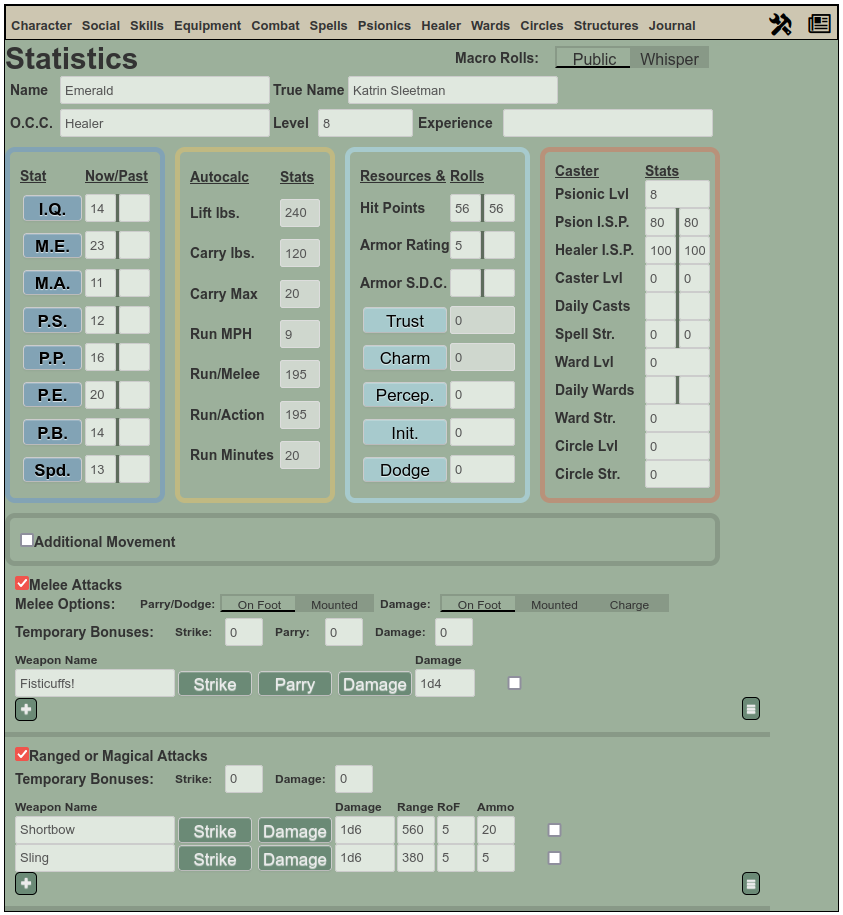 Character Social Skills Equipment Combat Spells Psionics Healer Wards Circles Structures Journal
Statistics
Macro Rolls: Public Whisper
Name Emerald True Name Katrin Sleetman
O.C.C. Healer Level 8 Experience
Stat Now/Past
I.Q. 14
M.E. 23
M.A. 11
P.S. 12
P.P. 16
P.E. 20
P.B. 14
Spd. 13
Autocalc Stats
Lift lbs. 240
Carry lbs. 120
Carry Max 20
Run MPH 9
Run/Melee 195
Run/Action 195
Run Minutes 20
Resources & Rolls
Hit Points 56 56
Armor Rating 5
Armor S.D.C.
Trust 0
Charm 0
Percep. 0
Init. 0
Dodge 0
Caster Stats
Psionic Lvl 8
Psion I.S.P. 80 80
Healer I.S.P. 100 100
Caster Lvl 0 0
Daily Casts
Spell Str. 0 0
Ward Lvl 0
Daily Wards
Ward Str. 0
Circle Lvl 0
Circle Str. 0
Additional Movement
Melee Attacks
Melee Options: Parry/Dodge: On Foot Mounted Damage: On Foot Mounted Charge
Temporary Bonuses: Strike: 0 Parry: 0 Damage: 0
Weapon Name Damage
Fisticuffs! Strike Parry Damage 1d4
Ranged or Magical Attacks
Temporary Bonuses: Strike: 0 Damage: 0
Weapon Name Damage Range RoF Ammo
Shortbow Strike Damage 1d6 560 5 20
Sling Strike Damage 1d6 380 5 5